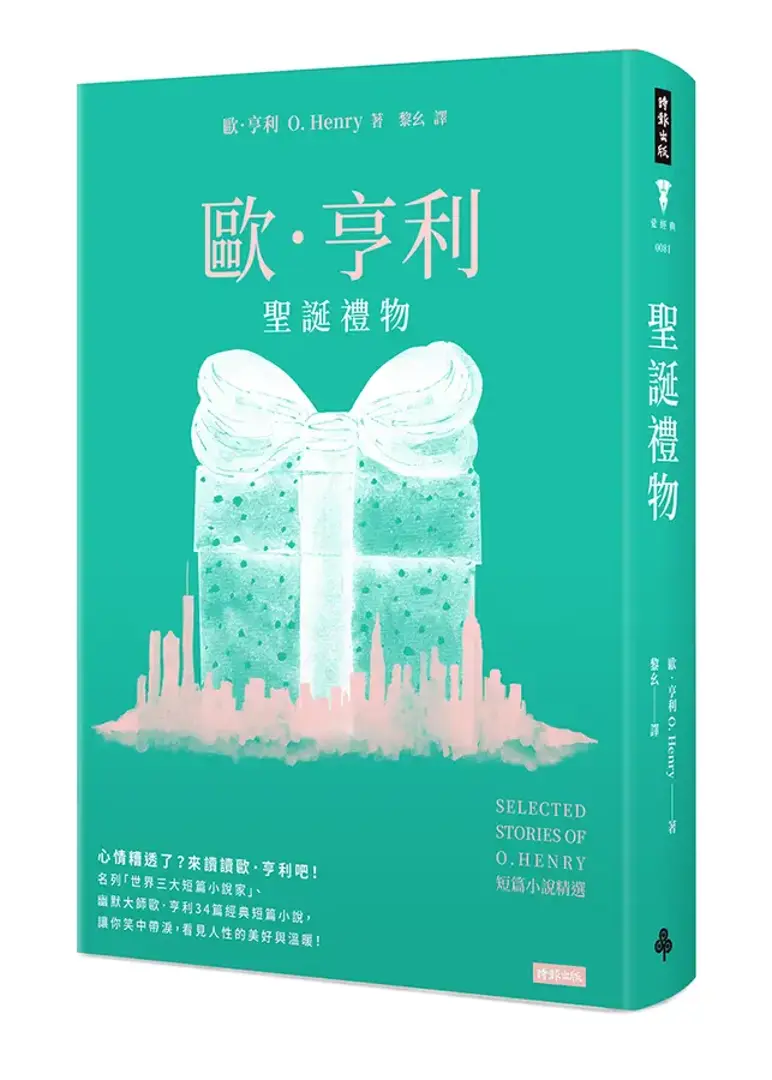 歐·亨利 O. Henry 著 黎幺 譯
歐·亨利
聖誕禮物
SELECTED
STORIES OF
O. HENRY
短篇小說精選
心情糟透了?來讀讀歐·亨利吧!
名列「世界三大短篇小說家」、
幽默大師歐·亨利34篇經典短篇小說,
讓你笑中帶淚,看見人性的美好與溫暖!
時報出版
時報出版
愛經典
0031
聖誕禮物
歐·亨利 O. Henry——著
黎幺——譯